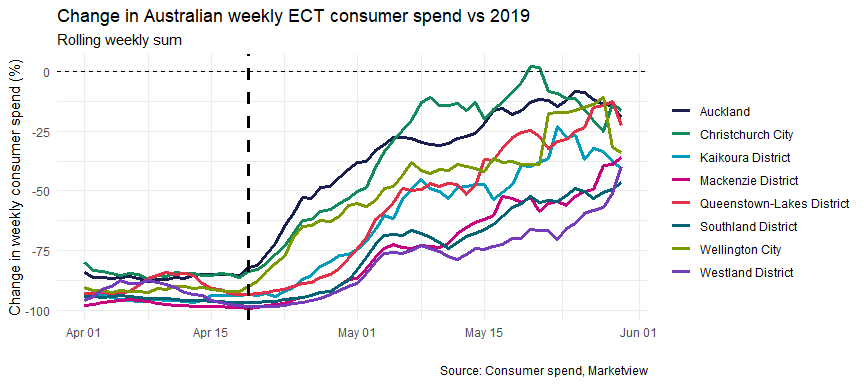 Change in Australian weekly ECT consumer spend vs 2019
Rolling weekly sum
Change in weekly consumer spend (%)
0
-25
-50
-75
-100
Apr 01
Apr 15
May 01
May 15
Jun 01
Auckland
Christchurch City
Kaikoura District
Mackenzie District
Queenstown-Lakes District
Southland District
Wellington City
Westland District
Source: Consumer spend, Marketview